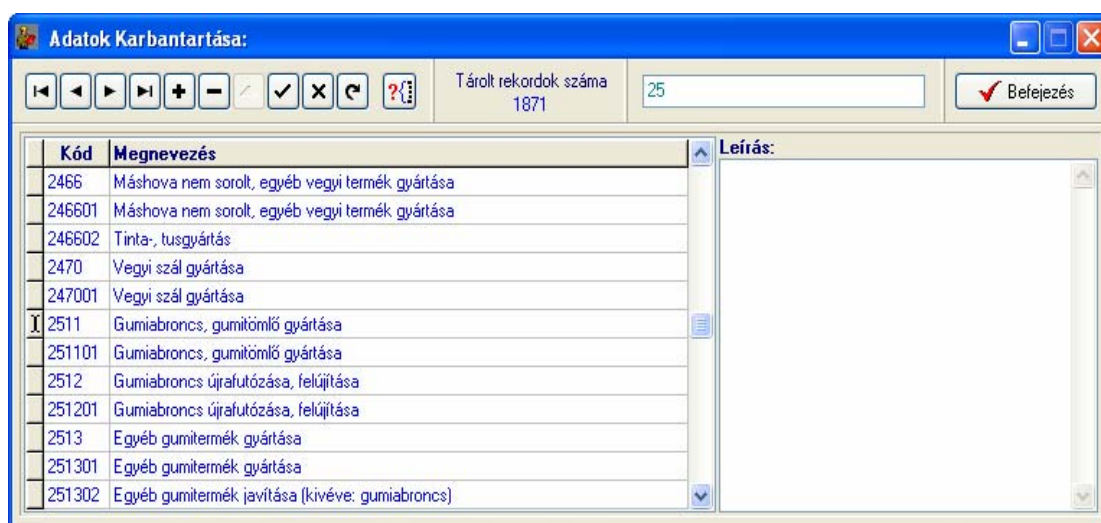 Adatok Karbantartása:
Tárolt rekordok száma
1871
25
Befejezés
Kód Megnevezés
Leírás:
2466 Máshova nem sorolt, egyéb vegyi termék gyártása
246601 Máshova nem sorolt, egyéb vegyi termék gyártása
246602 Tinta-, tusgyártás
2470 Vegyi szál gyártása
247001 Vegyi szál gyártása
2511 Gumiabroncs, gumitömlő gyártása
251101 Gumiabroncs, gumitömlő gyártása
2512 Gumiabroncs újrafutózása, felújítása
251201 Gumiabroncs újrafutózása, felújítása
2513 Egyéb gumitermék gyártása
251301 Egyéb gumitermék gyártása
251302 Egyéb gumitermék javítása (kivéve: gumiabroncs)